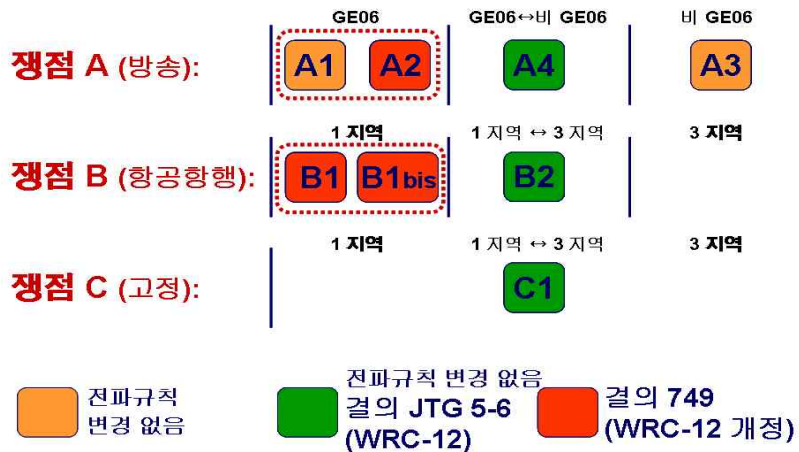 GE06 GE06↔비 GE06 비 GE06
쟁점 A (방송): A1 A2 A4 A3
1 지역 1 지역 ↔ 3 지역 3 지역
쟁점 B (항공항행): B1 B1bis B2
1 지역 1 지역 ↔ 3 지역 3 지역
쟁점 C (고정): C1
전파규칙
변경 없음
전파규칙 변경 없음
결의 JTG 5-6
(WRC-12)
결의 749
(WRC-12 개정)